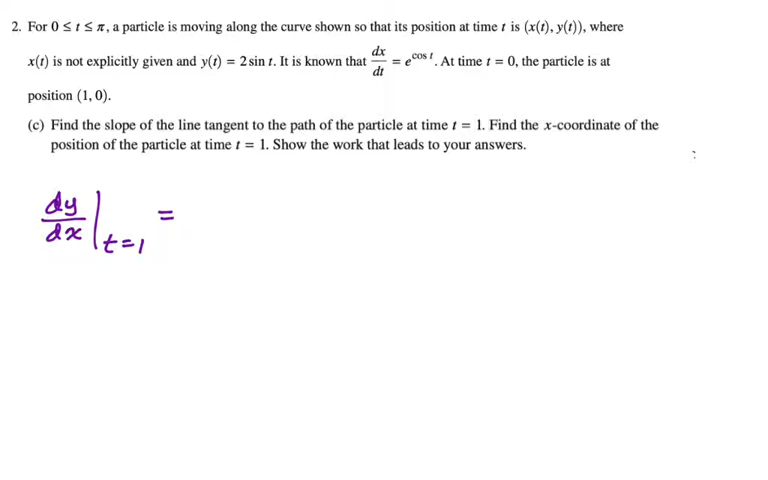 2. For 0 ≤ t ≤ π, a particle is moving along the curve shown so that its position at time t is (x(t), y(t)), where
x(t) is not explicitly given and y(t) = 2 sin t. It is known that dx/dt = e^(cos t). At time t = 0, the particle is at
position (1, 0).
(c) Find the slope of the line tangent to the path of the particle at time t = 1. Find the x-coordinate of the
position of the particle at time t = 1. Show the work that leads to your answers.
dy/dx |t=1 =